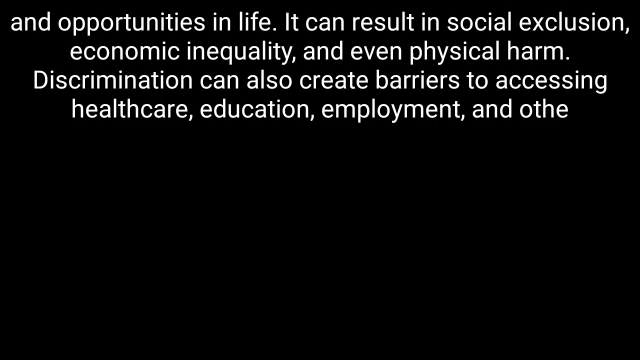 and opportunities in life. It can result in social exclusion,
economic inequality, and even physical harm.
Discrimination can also create barriers to accessing
healthcare, education, employment, and othe